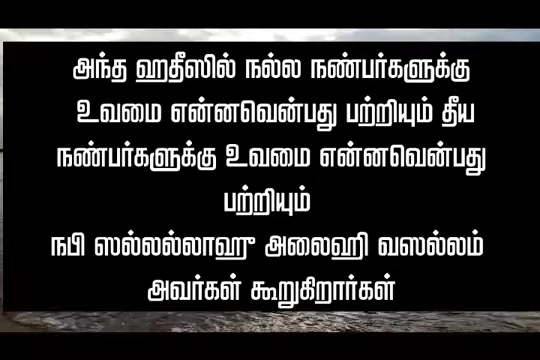 அந்த ஹதீஸில் நல்ல நண்பர்களுக்கு
உவமை என்னவென்பது பற்றியும் தீய
நண்பர்களுக்கு உவமை என்னவென்பது
பற்றியும்
நபி ஸல்லல்லாஹு அலைஹி வஸல்லம்
அவர்கள் கூறுகிறார்கள்